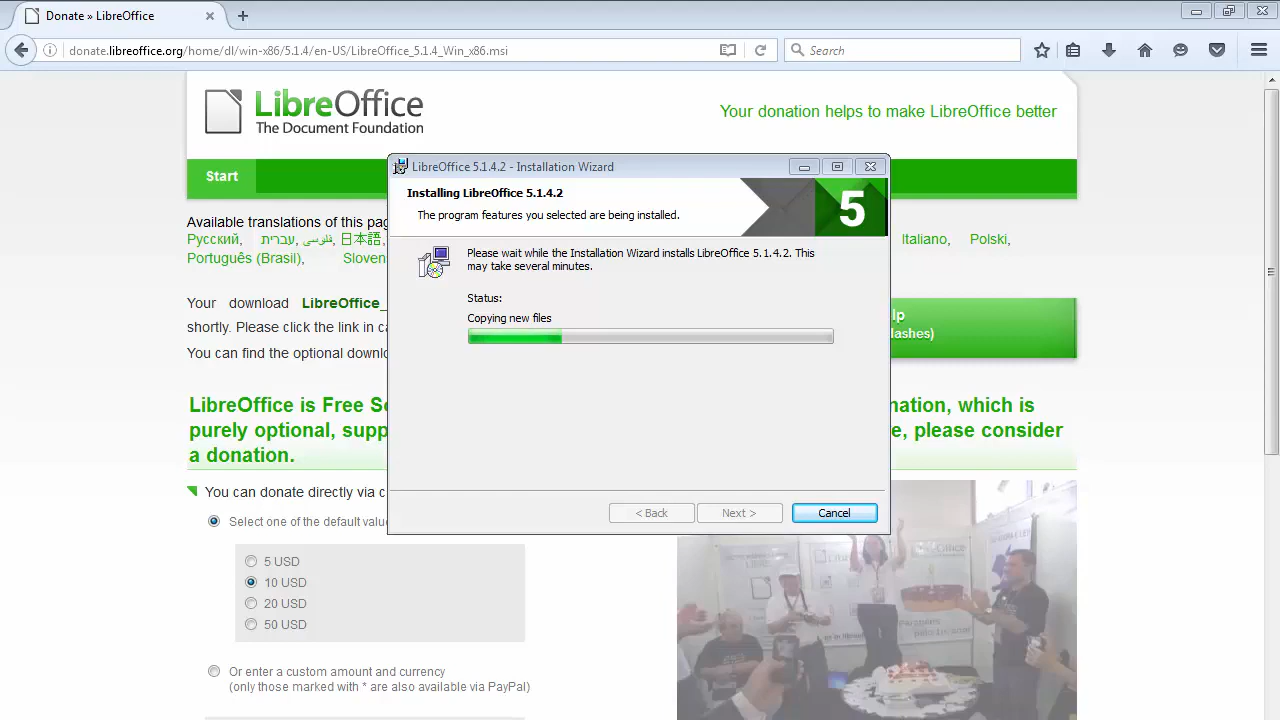 Donate » LibreOffice
donate.libreoffice.org/home/dl/win-x86/5.1.4/en-US/LibreOffice_5.1.4_Win_x86.msi
Search
LibreOffice
The Document Foundation
Your donation helps to make LibreOffice better
Start
LibreOffice 5.1.4.2 - Installation Wizard
Installing LibreOffice 5.1.4.2
The program features you selected are being installed.
5
Please wait while the Installation Wizard installs LibreOffice 5.1.4.2. This
may take several minutes.
Status:
Copying new files
< Back
Next >
Cancel
Available translations of this pag
Русский, עברית, فارسی, 日本語, Italiano, Polski,
Português (Brasil), Sloven
Your download LibreOffice_
shortly. Please click the link in ca
You can find the optional downlo
lp
lashes)
LibreOffice is Free So nation, which is
purely optional, supp e, please consider
a donation.
You can donate directly via c
Select one of the default value
5 USD
10 USD
20 USD
50 USD
Or enter a custom amount and currency
(only those marked with * are also available via PayPal)